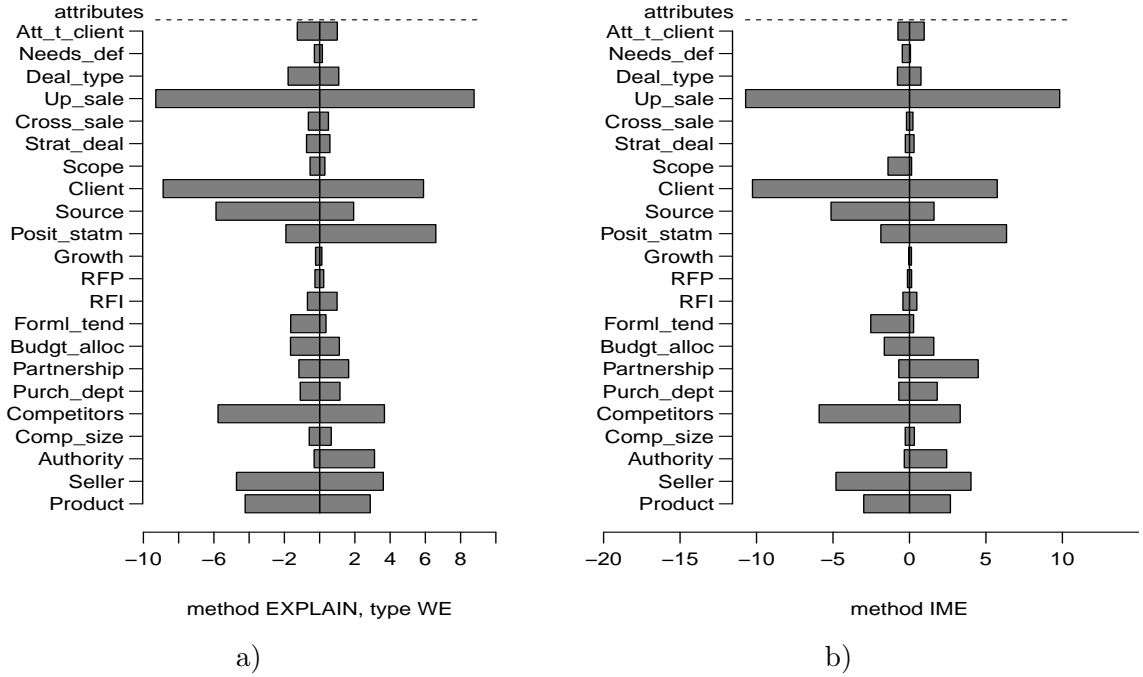 attributes
Att_t_client
Needs_def
Deal_type
Up_sale
Cross_sale
Strat_deal
Scope
Client
Source
Posit_statm
Growth
RFP
RFI
Forml_tend
Budgt_alloc
Partnership
Purch_dept
Competitors
Comp_size
Authority
Seller
Product
−10 −6 −2 2 4 6 8
method EXPLAIN, type WE
a)
attributes
Att_t_client
Needs_def
Deal_type
Up_sale
Cross_sale
Strat_deal
Scope
Client
Source
Posit_statm
Growth
RFP
RFI
Forml_tend
Budgt_alloc
Partnership
Purch_dept
Competitors
Comp_size
Authority
Seller
Product
−20 −15 −10 −5 0 5 10
method IME
b)